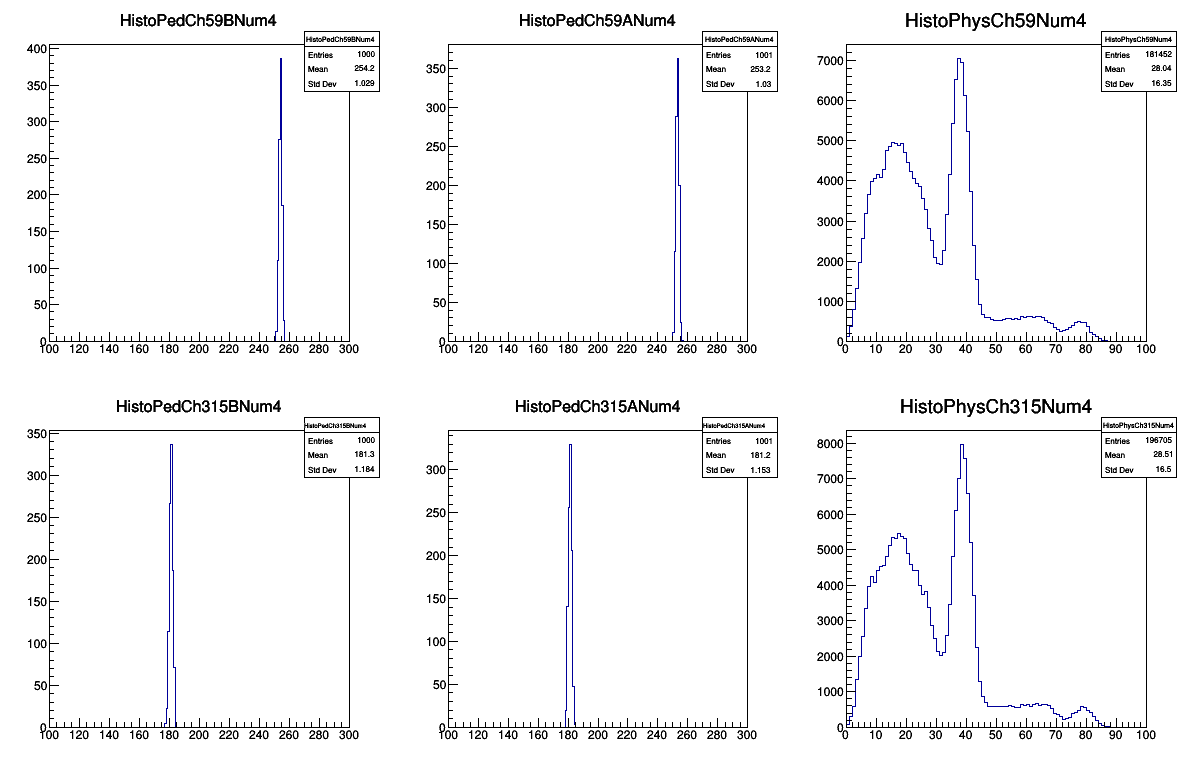 HistoPedCh59BNum4
HistoPedCh59BNum4
Entries 1000
Mean 254.2
Std Dev 1.029
400
350
300
250
200
150
100
50
0
100 120 140 160 180 200 220 240 260 280 300
HistoPedCh59ANum4
HistoPedCh59ANum4
Entries 1001
Mean 253.2
Std Dev 1.03
350
300
250
200
150
100
50
0
100 120 140 160 180 200 220 240 260 280 300
HistoPhysCh59Num4
HistoPhysCh59Num4
Entries 181452
Mean 28.04
Std Dev 16.35
7000
6000
5000
4000
3000
2000
1000
0
0 10 20 30 40 50 60 70 80 90 100
HistoPedCh315BNum4
HistoPedCh315BNum4
Entries 1000
Mean 181.3
Std Dev 1.184
350
300
250
200
150
100
50
0
100 120 140 160 180 200 220 240 260 280 300
HistoPedCh315ANum4
HistoPedCh315ANum4
Entries 1001
Mean 181.2
Std Dev 1.153
300
250
200
150
100
50
0
100 120 140 160 180 200 220 240 260 280 300
HistoPhysCh315Num4
HistoPhysCh315Num4
Entries 196705
Mean 28.51
Std Dev 16.5
8000
7000
6000
5000
4000
3000
2000
1000
0
0 10 20 30 40 50 60 70 80 90 100